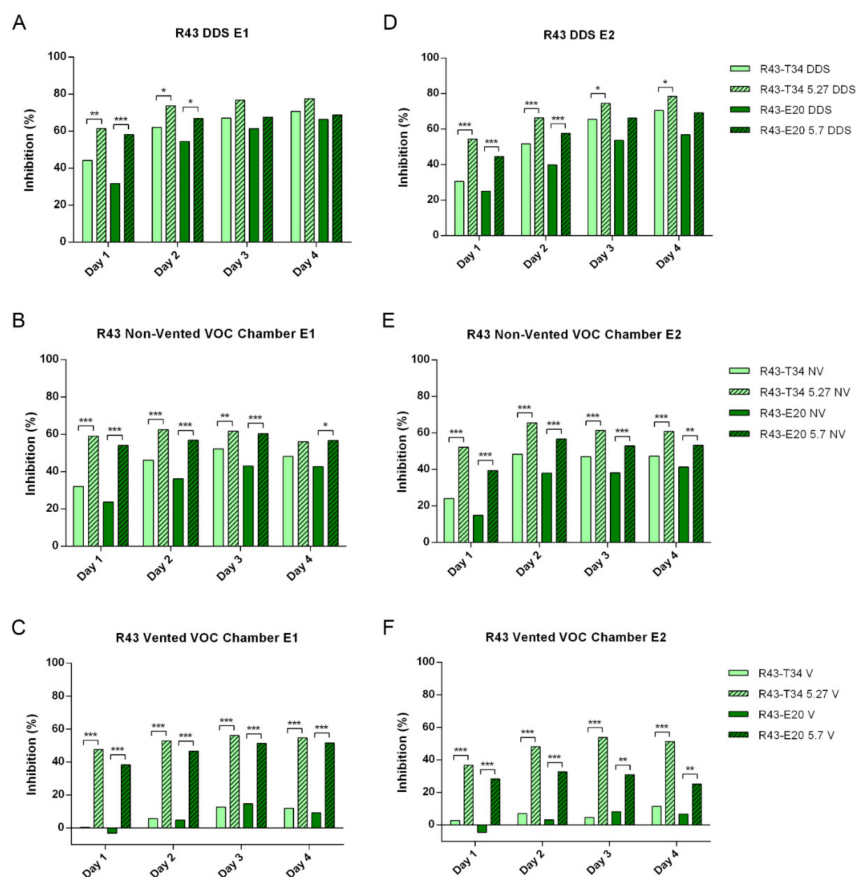 A
R43 DDS E1
Inhibition (%)
100
80
60
40
20
0
** *** * *
Day 1 Day 2 Day 3 Day 4
D
R43 DDS E2
Inhibition (%)
100
80
60
40
20
0
*** *** *** *** * *
Day 1 Day 2 Day 3 Day 4
R43-T34 DDS
R43-T34 5.27 DDS
R43-E20 DDS
R43-E20 5.7 DDS
B
R43 Non-Vented VOC Chamber E1
Inhibition (%)
100
80
60
40
20
0
*** *** *** *** ** *** *
Day 1 Day 2 Day 3 Day 4
E
R43 Non-Vented VOC Chamber E2
Inhibition (%)
100
80
60
40
20
0
*** *** *** *** *** *** *** **
Day 1 Day 2 Day 3 Day 4
R43-T34 NV
R43-T34 5.27 NV
R43-E20 NV
R43-E20 5.7 NV
C
R43 Vented VOC Chamber E1
Inhibition (%)
100
80
60
40
20
0
*** *** *** *** *** *** *** ***
Day 1 Day 2 Day 3 Day 4
F
R43 Vented VOC Chamber E2
Inhibition (%)
100
80
60
40
20
0
*** *** *** *** *** ** *** **
Day 1 Day 2 Day 3 Day 4
R43-T34 V
R43-T34 5.27 V
R43-E20 V
R43-E20 5.7 V